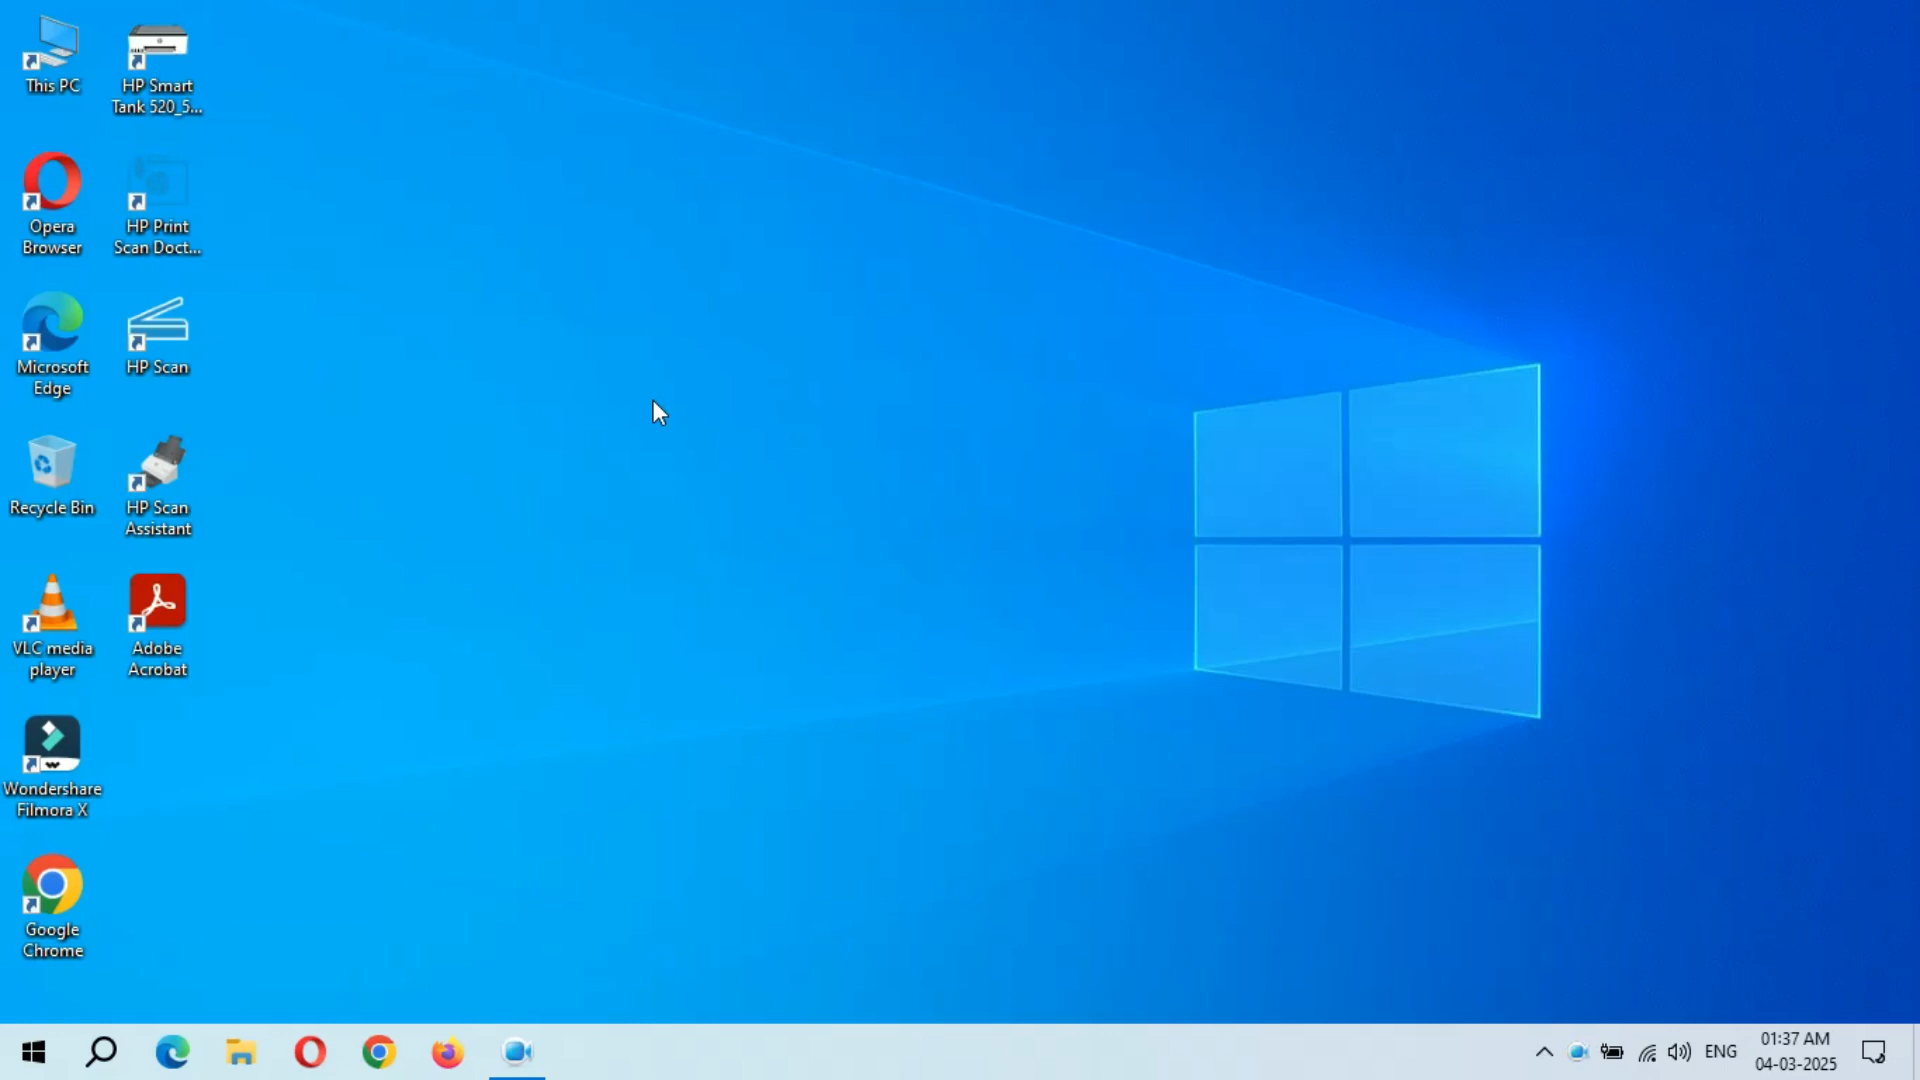 This PC
HP Smart
Tank 520_5...
Opera
Browser
HP Print
Scan Doct...
Microsoft
Edge
HP Scan
Recycle Bin
HP Scan
Assistant
VLC media
player
Adobe
Acrobat
Wondershare
Filmora X
Google
Chrome
ENG
01:37 AM
04-03-2025